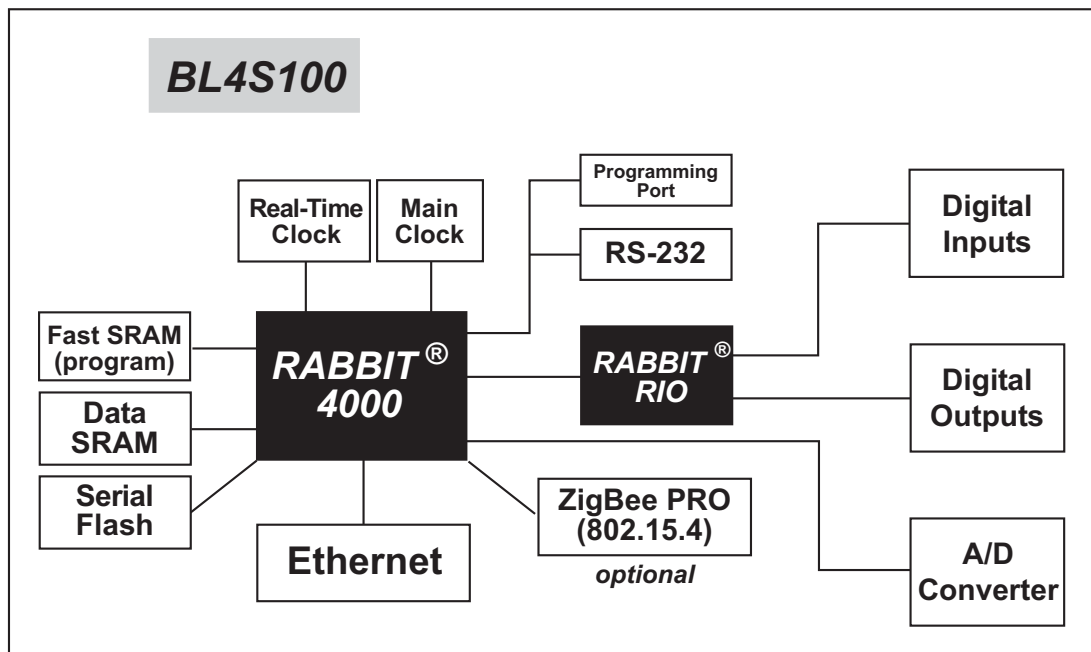 BL4S100
Programming
Port
Real-Time
Clock
Main
Clock
RS-232
Digital
Inputs
Fast SRAM
(program)
RABBIT®
4000
RABBIT®
RIO
Digital
Outputs
Data
SRAM
Serial
Flash
Ethernet
ZigBee PRO
(802.15.4)
optional
A/D
Converter